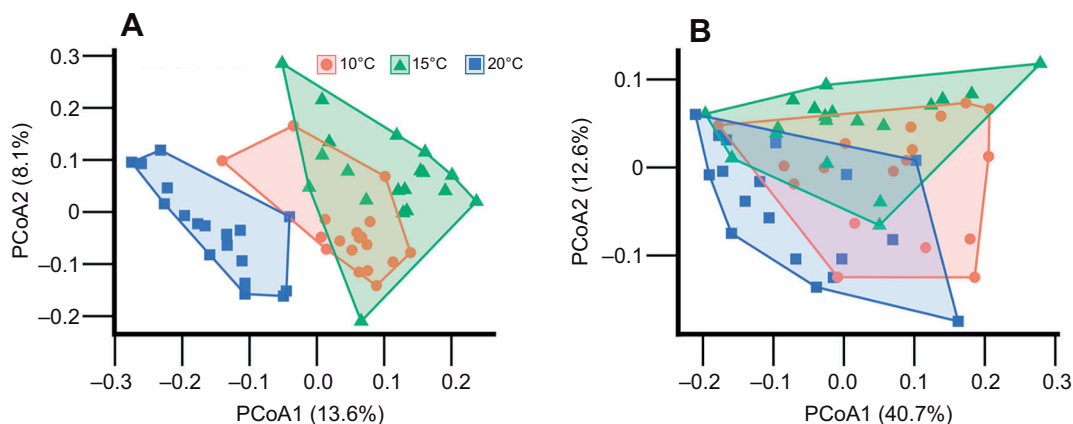 A
B
10°C 15°C 20°C
0.3
0.2
0.1
0
–0.1
–0.2
PCoA2 (8.1%)
–0.3 –0.2 –0.1 0.0 0.1 0.2
PCoA1 (13.6%)
0.1
0
–0.1
PCoA2 (12.6%)
–0.2 –0.1 0.0 0.1 0.2 0.3
PCoA1 (40.7%)